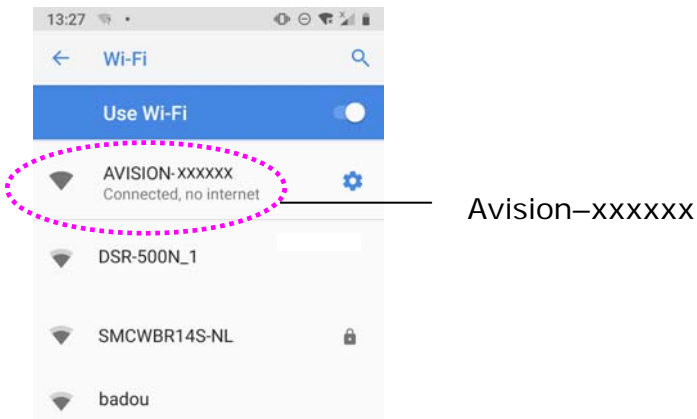 13:27
Wi-Fi
Use Wi-Fi
AVISION-xxxxxx
Connected, no internet
Avision–xxxxxx
DSR-500N_1
SMCWBR14S-NL
badou